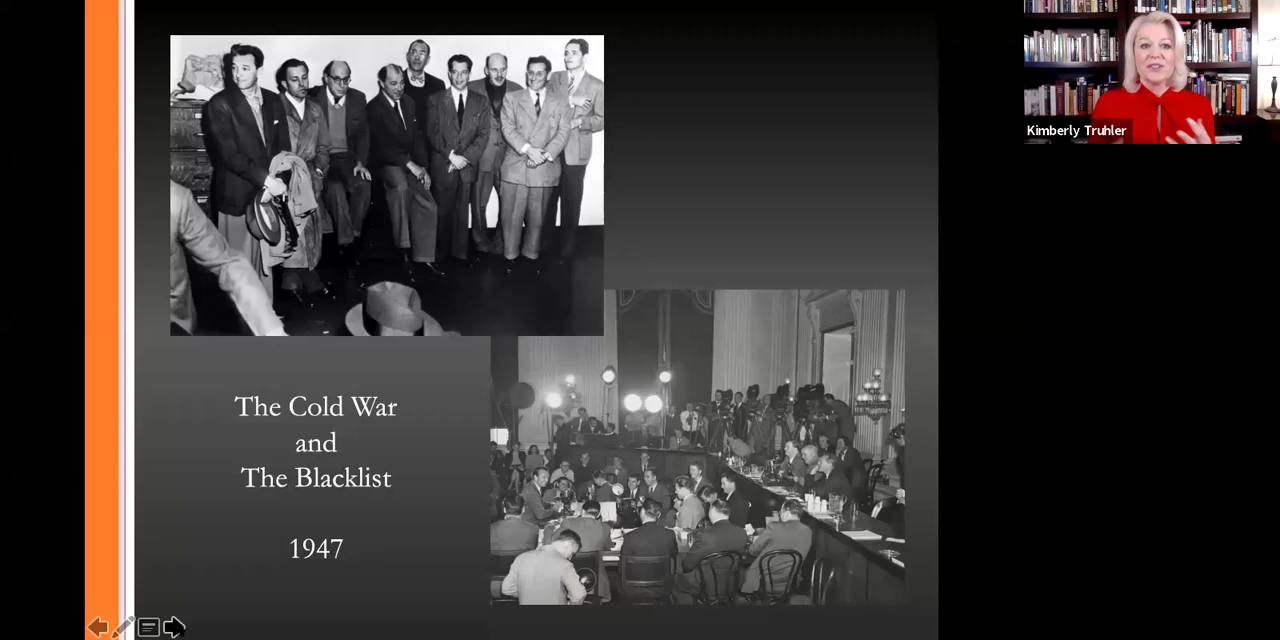 Kimberly Truhler
The Cold War
and
The Blacklist
1947